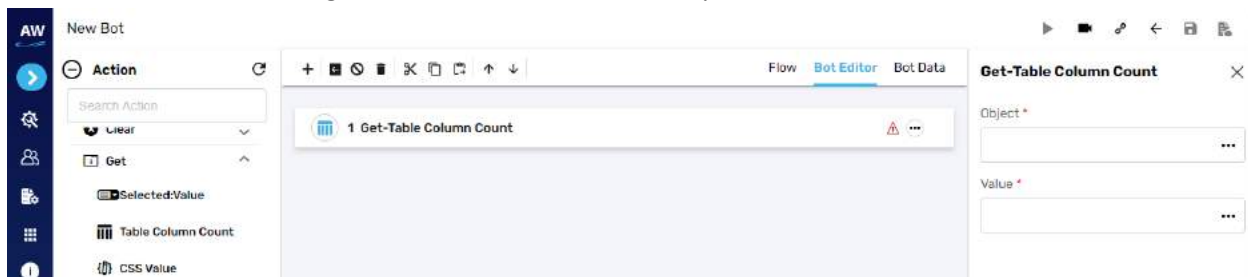 AW New Bot
Action
Flow Bot Editor Bot Data
Get-Table Column Count
Search Action
Object *
Clear
1 Get-Table Column Count
Get
Value *
Selected:Value
Table Column Count
CSS Value